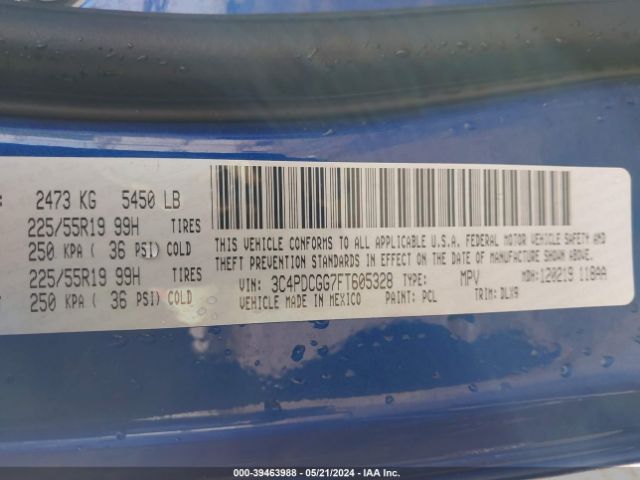 : 2473 KG 5450 LB
225/55R19 99H TIRES
250 KPA ( 36 PSI) COLD
225/55R19 99H TIRES
250 KPA ( 36 PSI) COLD
THIS VEHICLE CONFORMS TO ALL APPLICABLE U.S.A. FEDERAL MOTOR VEHICLE SAFETY AND
THEFT PREVENTION STANDARDS IN EFFECT ON THE DATE OF MANUFACTURE SHOWN ABOVE.
VIN: 3C4PDCGG7FT605328 TYPE: MPV MDH: 120219 118AA
VEHICLE MADE IN MEXICO PAINT: PCL TRIM: DLX9
000-39463988 - 05/21/2024 - IAA Inc.